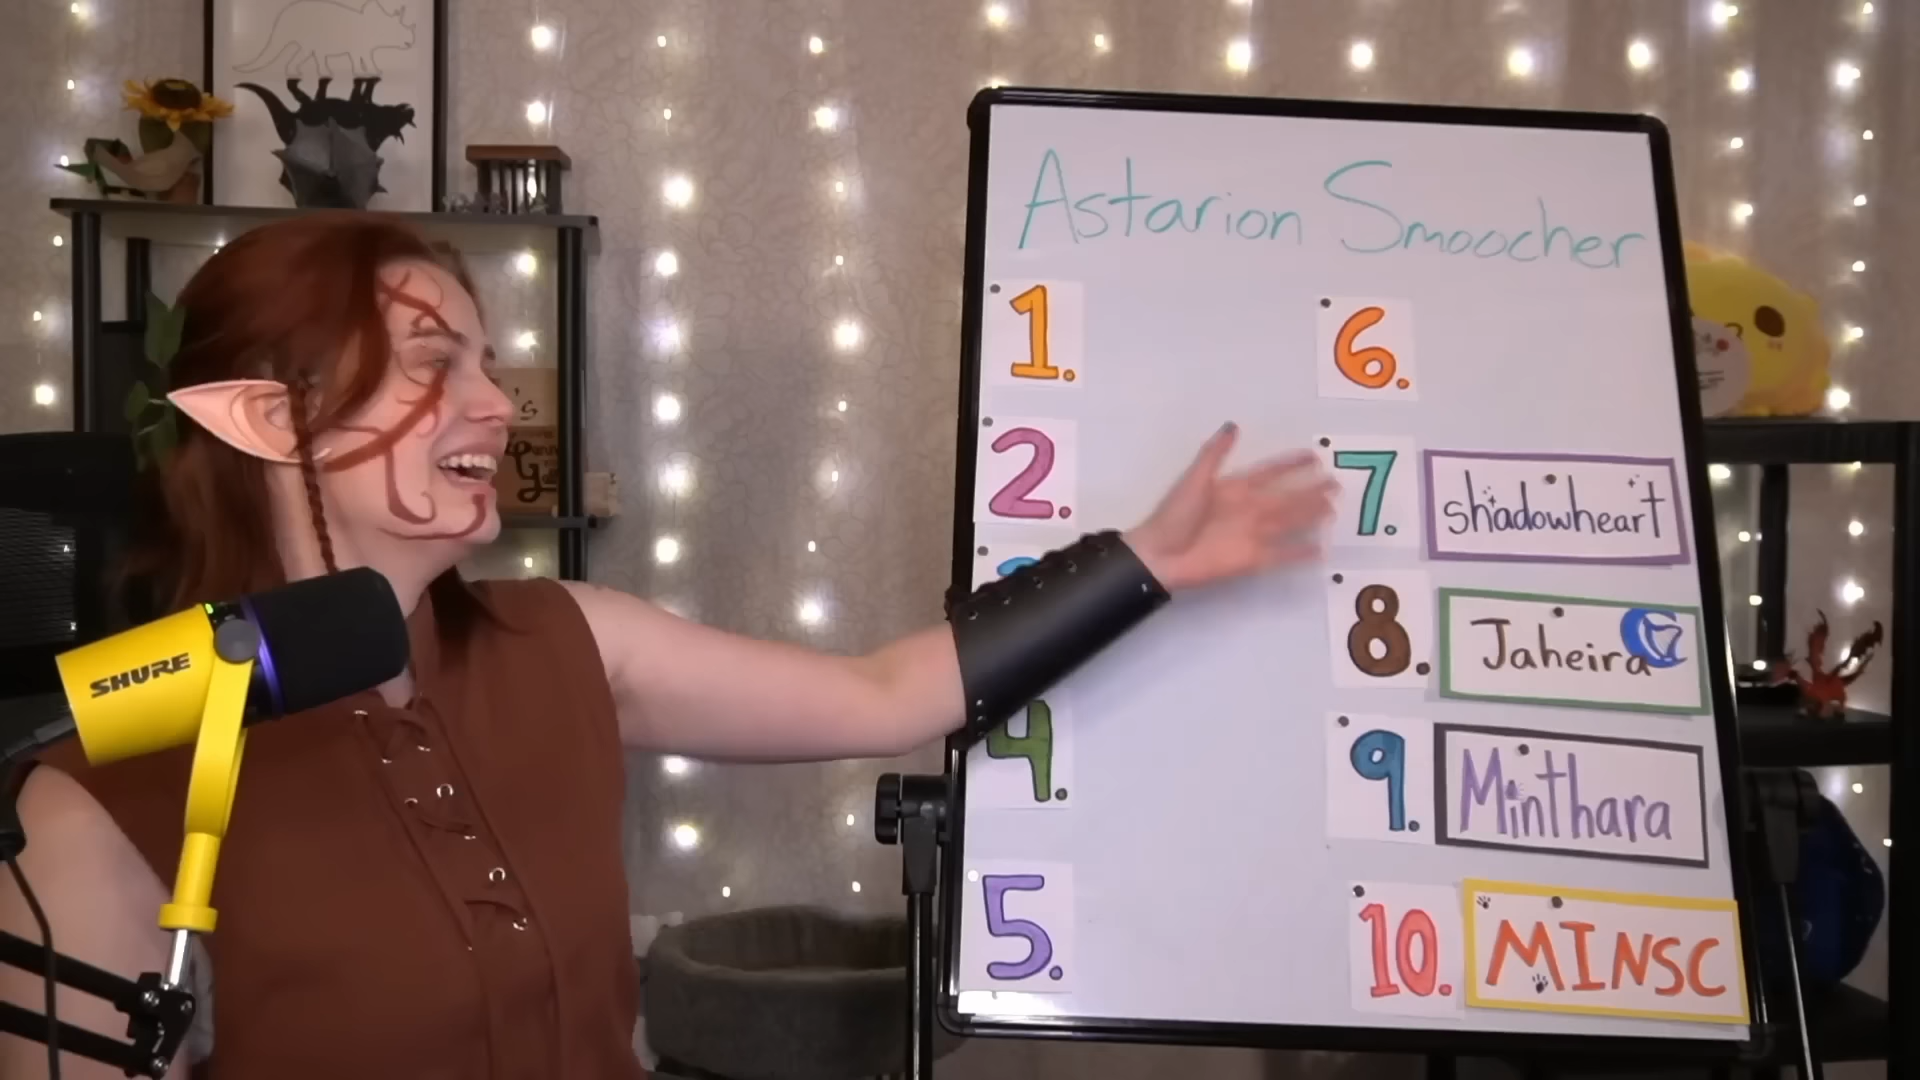 Astarion Smoocher
1.
2.
4.
5.
6.
7. shadowheart
8. Jaheira
9. Minthara
10. MINSC
SHURE